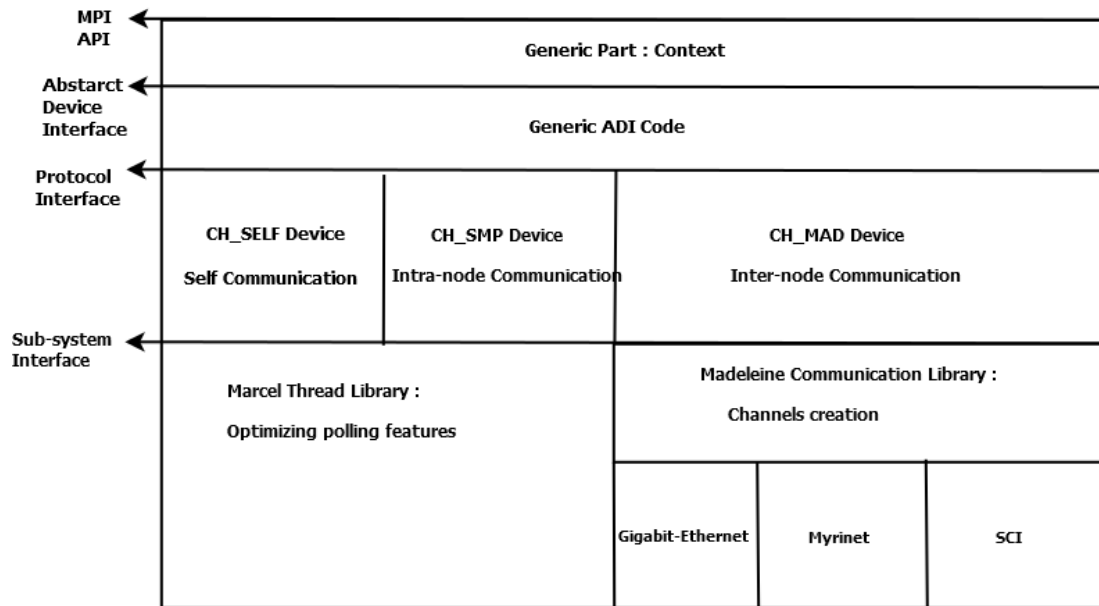 MPI
API
Generic Part : Context
Abstarct
Device
Interface
Generic ADI Code
Protocol
Interface
CH_SELF Device
Self Communication
CH_SMP Device
Intra-node Communication
CH_MAD Device
Inter-node Communication
Sub-system
Interface
Marcel Thread Library :
Optimizing polling features
Madeleine Communication Library :
Channels creation
Gigabit-Ethernet
Myrinet
SCI